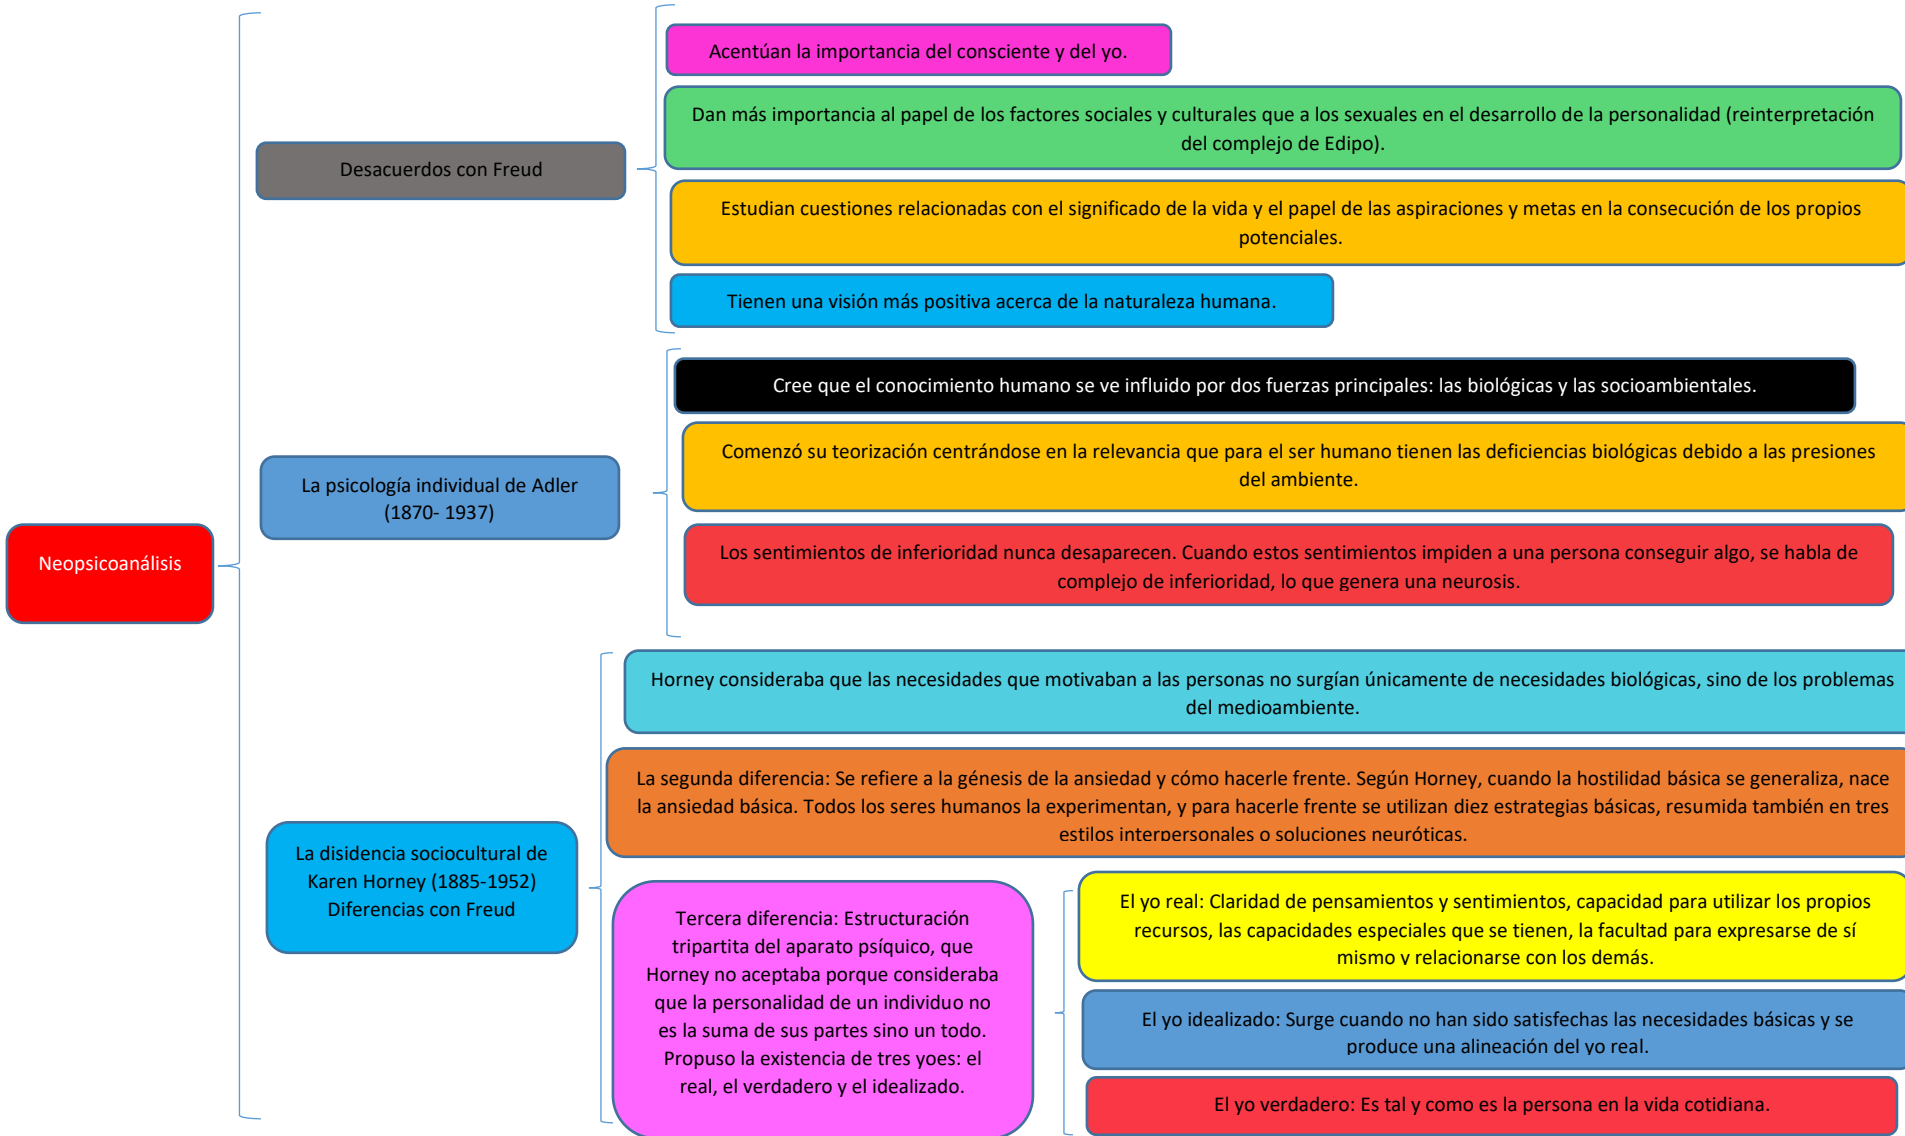 Neopsicoanálisis
Desacuerdos con Freud
Acentúan la importancia del consciente y del yo.
Dan más importancia al papel de los factores sociales y culturales que a los sexuales en el desarrollo de la personalidad (reinterpretación
del complejo de Edipo).
Estudian cuestiones relacionadas con el significado de la vida y el papel de las aspiraciones y metas en la consecución de los propios
potenciales.
Tienen una visión más positiva acerca de la naturaleza humana.
La psicología individual de Adler
(1870- 1937)
Cree que el conocimiento humano se ve influido por dos fuerzas principales: las biológicas y las socioambientales.
Comenzó su teorización centrándose en la relevancia que para el ser humano tienen las deficiencias biológicas debido a las presiones
del ambiente.
Los sentimientos de inferioridad nunca desaparecen. Cuando estos sentimientos impiden a una persona conseguir algo, se habla de
complejo de inferioridad, lo que genera una neurosis.
La disidencia sociocultural de
Karen Horney (1885-1952)
Diferencias con Freud
Horney consideraba que las necesidades que motivaban a las personas no surgían únicamente de necesidades biológicas, sino de los problemas
del medioambiente.
La segunda diferencia: Se refiere a la génesis de la ansiedad y cómo hacerle frente. Según Horney, cuando la hostilidad básica se generaliza, nace
la ansiedad básica. Todos los seres humanos la experimentan, y para hacerle frente se utilizan diez estrategias básicas, resumida también en tres
estilos interpersonales o soluciones neuróticas.
Tercera diferencia: Estructuración
tripartita del aparato psíquico, que
Horney no aceptaba porque consideraba
que la personalidad de un individuo no
es la suma de sus partes sino un todo.
Propuso la existencia de tres yoes: el
real, el verdadero y el idealizado.
El yo real: Claridad de pensamientos y sentimientos, capacidad para utilizar los propios
recursos, las capacidades especiales que se tienen, la facultad para expresarse de sí
mismo y relacionarse con los demás.
El yo idealizado: Surge cuando no han sido satisfechas las necesidades básicas y se
produce una alineación del yo real.
El yo verdadero: Es tal y como es la persona en la vida cotidiana.